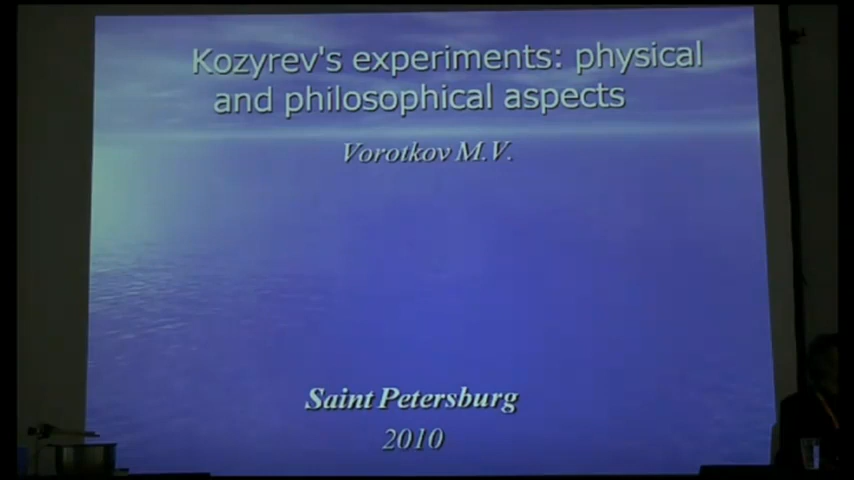 Kozyrev's experiments: physical
and philosophical aspects
Vorotkov M.V.
Saint Petersburg
2010